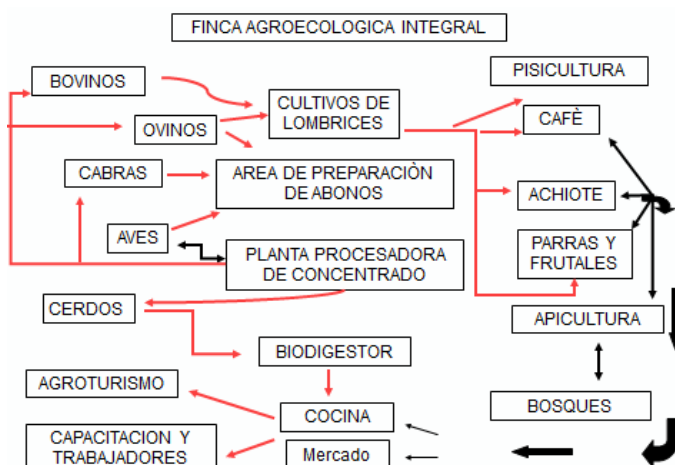 FINCA AGROECOLOGICA INTEGRAL
BOVINOS
PISICULTURA
CULTIVOS DE
LOMBRICES
CAFÈ
OVINOS
CABRAS
AREA DE PREPARACIÒN
DE ABONOS
ACHIOTE
AVES
PLANTA PROCESADORA
DE CONCENTRADO
PARRAS Y
FRUTALES
CERDOS
APICULTURA
BIODIGESTOR
AGROTURISMO
COCINA
BOSQUES
CAPACITACION Y
TRABAJADORES
Mercado